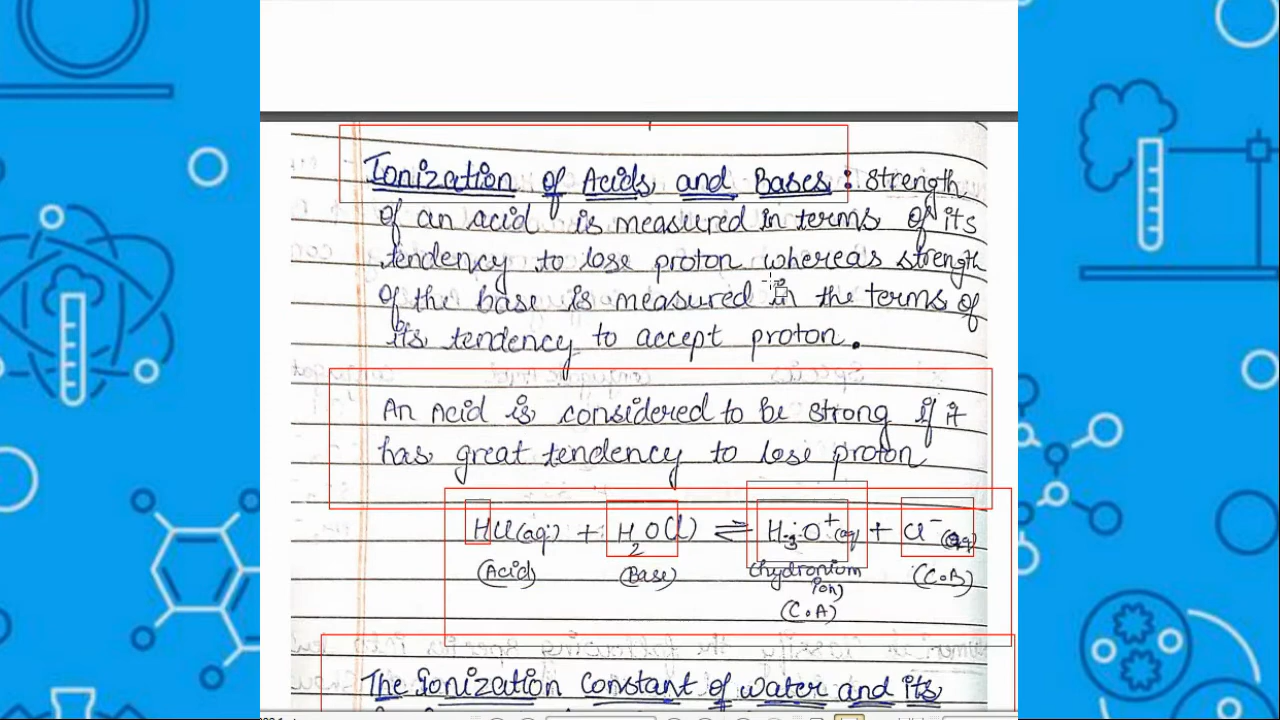 Ionization of Acids and Bases : strength
of an acid is measured in terms of its
tendency to lose proton whereas strength
of the base is measured in the terms of
its tendency to accept proton.
An Acid is considered to be strong if it
has great tendency to lose proton
HCl(aq) + H₂O(l) ⇌ H₃O⁺(aq) + Cl⁻(aq)
(Acid) (Base) (hydronium ion) (C.B)
(C.A)
The Ionization Constant of water and its